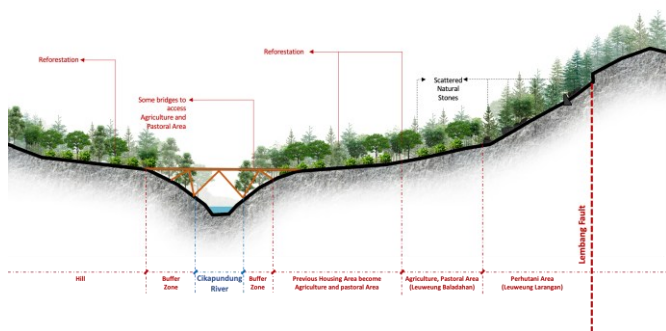 Reforestation
Some bridges to
access
Agriculture and
Pastoral Area
Reforestation
Scattered
Natural
Stones
Lembang Fault
Hill
Buffer
Zone
Cikapundung
River
Buffer
Zone
Previous Housing Area become
Agriculture and pastoral Area
Agriculture, Pastoral Area
(Leuweung Baladahan)
Perhutani Area
(Leuweung Larangan)